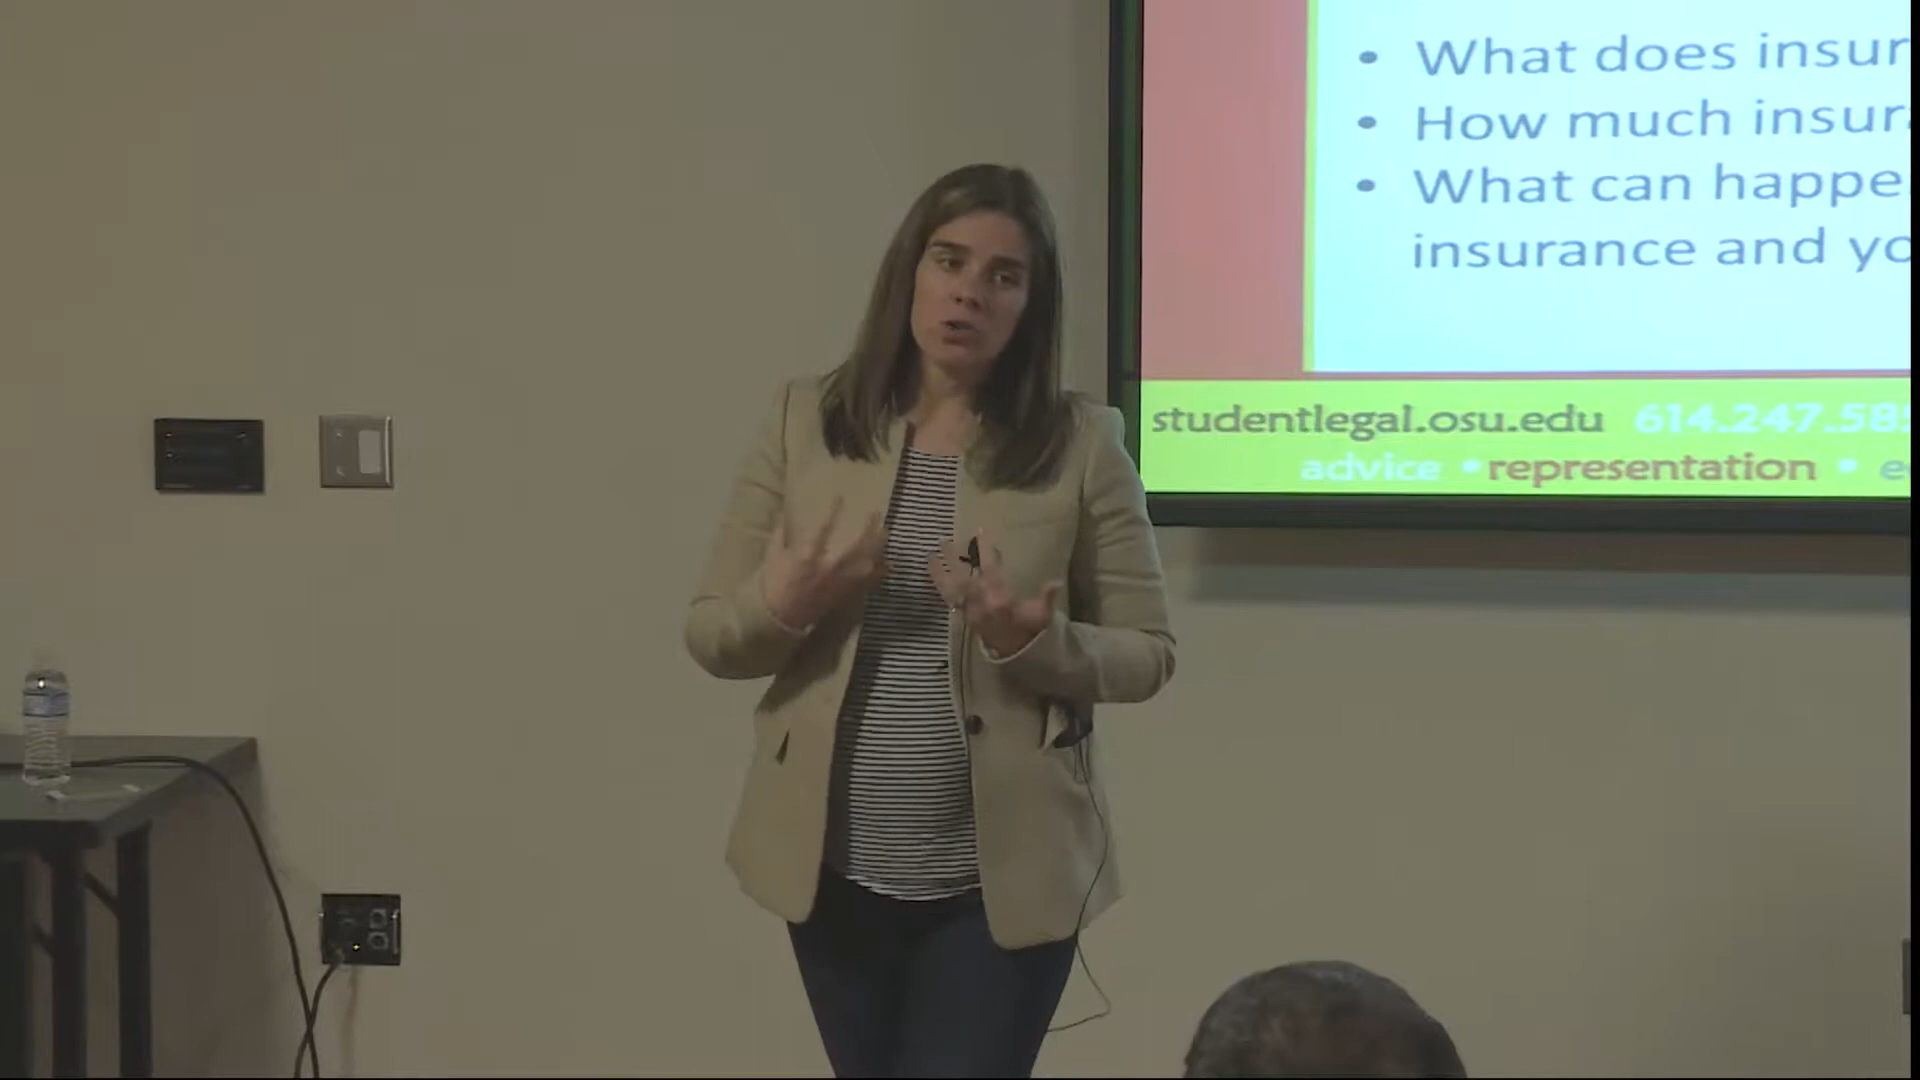 • What does insur
• How much insur
• What can happe
insurance and yo
studentlegal.osu.edu 614.247.58
advice • representation • e